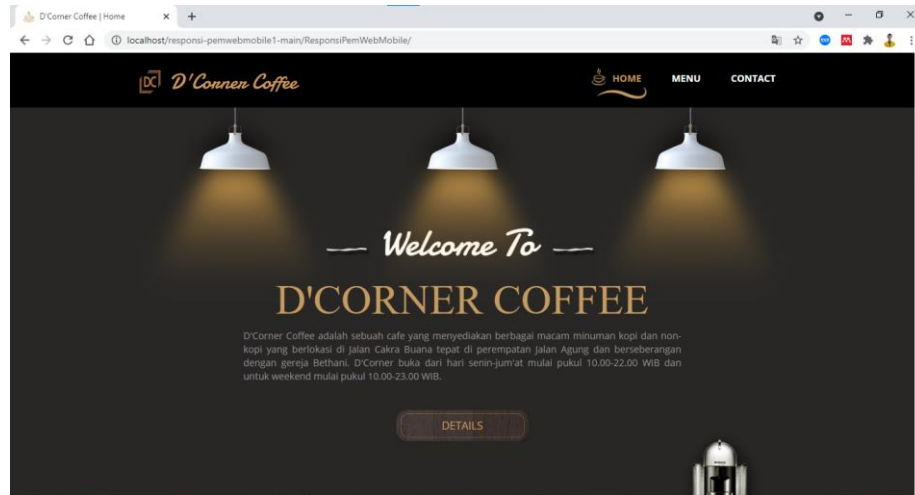 D'Corner Coffee | Home
localhost/responsi-pemwebmobile1-main/ResponsiPemWebMobile/
DC D'Corner Coffee
HOME MENU CONTACT
Welcome To
D'CORNER COFFEE
D'Corner Coffee adalah sebuah cafe yang menyediakan berbagai macam minuman kopi dan non-
kopi yang berlokasi di Jalan Cakra Buana tepat di perempatan Jalan Agung dan berseberangan
dengan gereja Bethani. D'Corner buka dari hari senin-jum'at mulai pukul 10.00-22.00 WIB dan
untuk weekend mulai pukul 10.00-23.00 WIB.
DETAILS